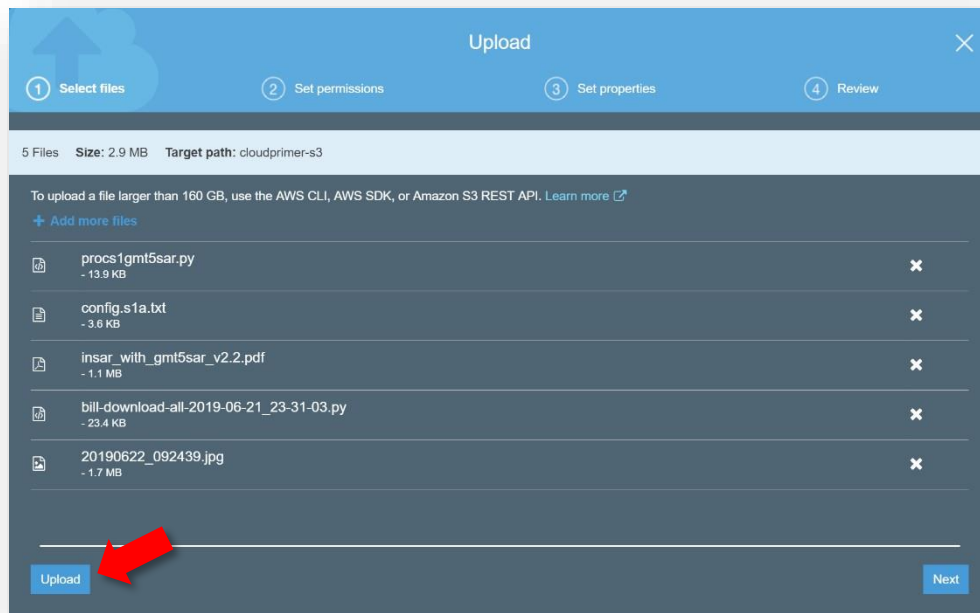 Upload
1 Select files
2 Set permissions
3 Set properties
4 Review
5 Files Size: 2.9 MB Target path: cloudprimer-s3
To upload a file larger than 160 GB, use the AWS CLI, AWS SDK, or Amazon S3 REST API. Learn more
Add more files
procs1gmt5sar.py
- 13.9 KB
config.s1a.txt
- 3.6 KB
insar_with_gmt5sar_v2.2.pdf
- 1.1 MB
bill-download-all-2019-06-21_23-31-03.py
- 23.4 KB
20190622_092439.jpg
- 1.7 MB
Upload
Next